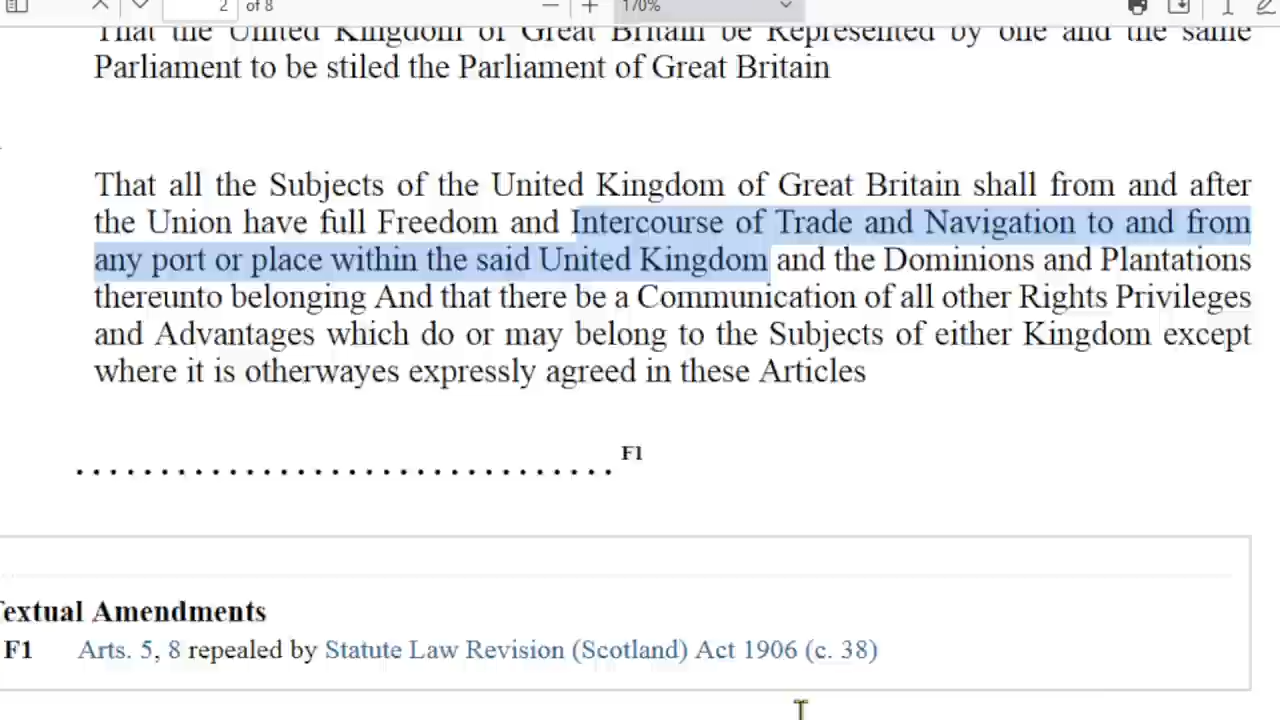 2 of 8
170%
That the United Kingdom of Great Britain be Represented by one and the same
Parliament to be stiled the Parliament of Great Britain
That all the Subjects of the United Kingdom of Great Britain shall from and after
the Union have full Freedom and Intercourse of Trade and Navigation to and from
any port or place within the said United Kingdom and the Dominions and Plantations
thereunto belonging And that there be a Communication of all other Rights Privileges
and Advantages which do or may belong to the Subjects of either Kingdom except
where it is otherwayes expressly agreed in these Articles
. . . . . . . . . . . . . . . . . . . . . . . . . . . . . . . . F1
Textual Amendments
F1 Arts. 5, 8 repealed by Statute Law Revision (Scotland) Act 1906 (c. 38)